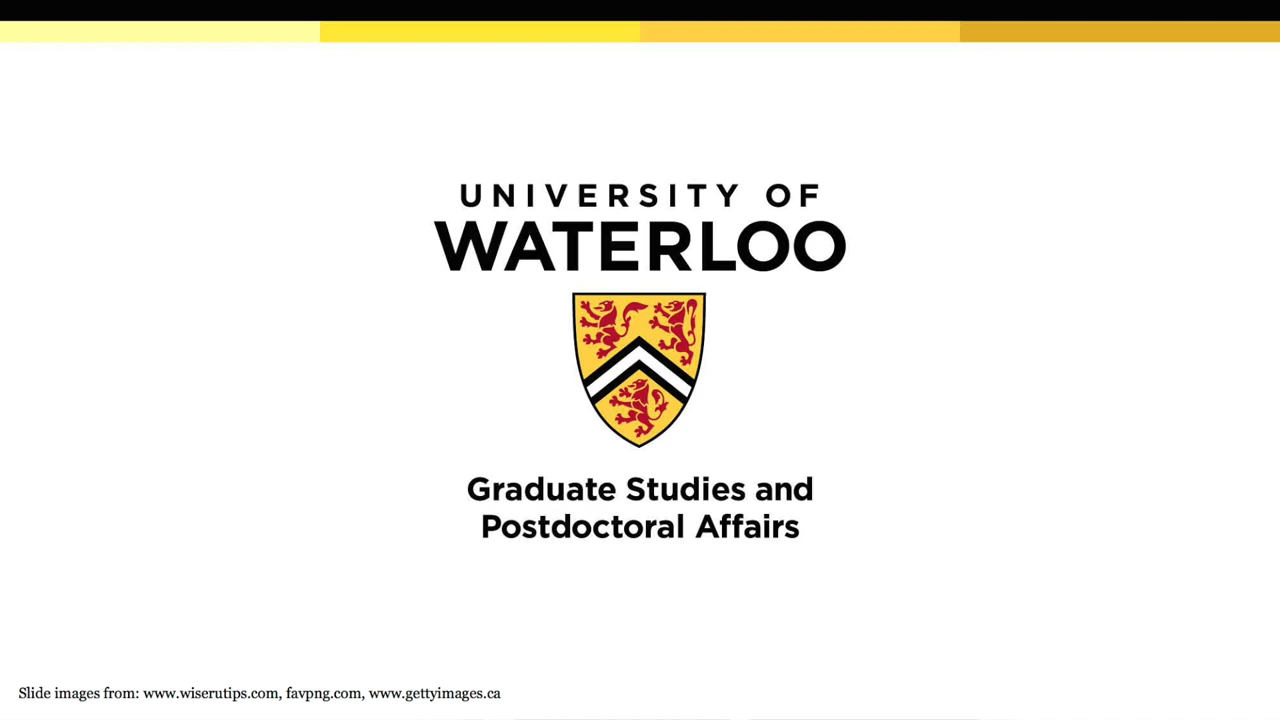 UNIVERSITY OF
WATERLOO
Graduate Studies and
Postdoctoral Affairs
Slide images from: www.wiserutips.com, favpng.com, www.gettyimages.ca